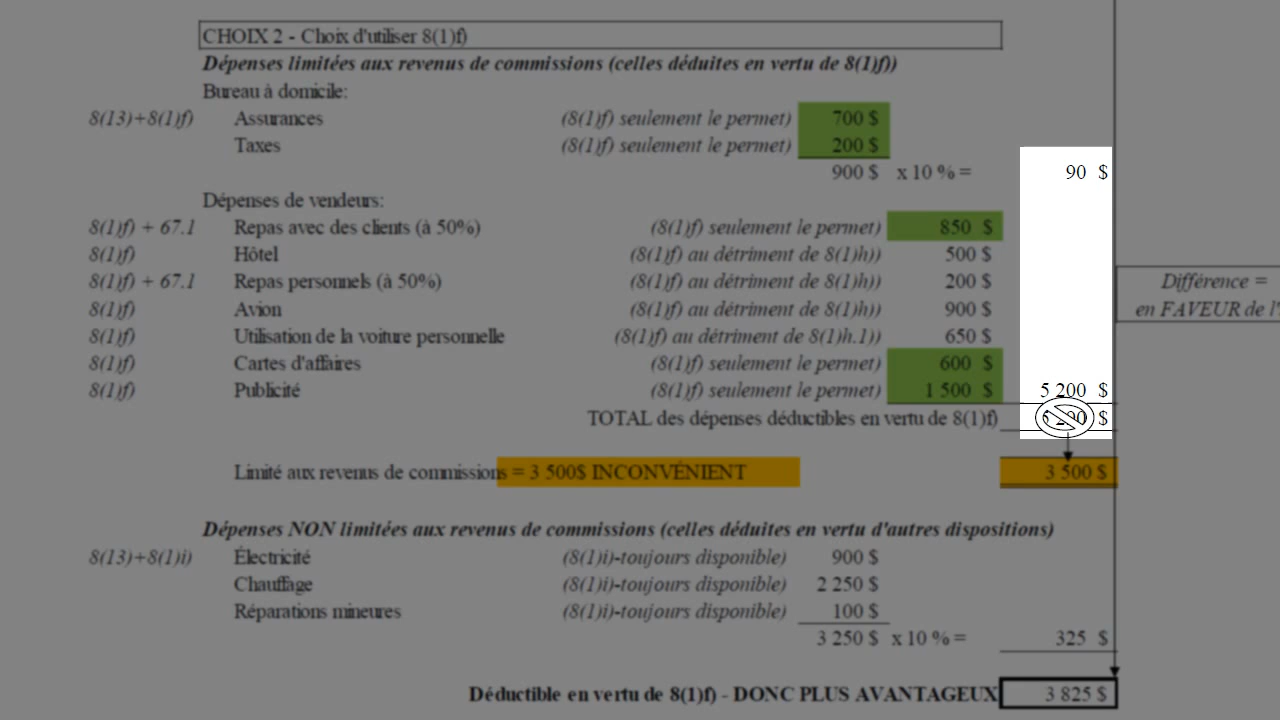 CHOIX 2 - Choix d'utiliser 8(1)f)
Dépenses limitées aux revenus de commissions (celles déduites en vertu de 8(1)f))
Bureau à domicile:
8(13)+8(1)f) Assurances (8(1)f) seulement le permet) 700 $
Taxes (8(1)f) seulement le permet) 200 $
900 $ x 10 % = 90 $
Dépenses de vendeurs:
8(1)f) + 67.1 Repas avec des clients (à 50%) (8(1)f) seulement le permet) 850 $
8(1)f) Hôtel (8(1)f) au détriment de 8(1)h)) 500 $
8(1)f) + 67.1 Repas personnels (à 50%) (8(1)f) au détriment de 8(1)h)) 200 $ Différence =
8(1)f) Avion (8(1)f) au détriment de 8(1)h)) 900 $ en FAVEUR de l'
8(1)f) Utilisation de la voiture personnelle (8(1)f) au détriment de 8(1)h.1)) 650 $
8(1)f) Cartes d'affaires (8(1)f) seulement le permet) 600 $
8(1)f) Publicité (8(1)f) seulement le permet) 1 500 $ 5 200 $
TOTAL des dépenses déductibles en vertu de 8(1)f) 5 290 $
Limité aux revenus de commissions = 3 500$ INCONVÉNIENT 3 500 $
Dépenses NON limitées aux revenus de commissions (celles déduites en vertu d'autres dispositions)
8(13)+8(1)i) Électricité (8(1)i)-toujours disponible) 900 $
Chauffage (8(1)i)-toujours disponible) 2 250 $
Réparations mineures (8(1)i)-toujours disponible) 100 $
3 250 $ x 10 % = 325 $
Déductible en vertu de 8(1)f) - DONC PLUS AVANTAGEUX 3 825 $